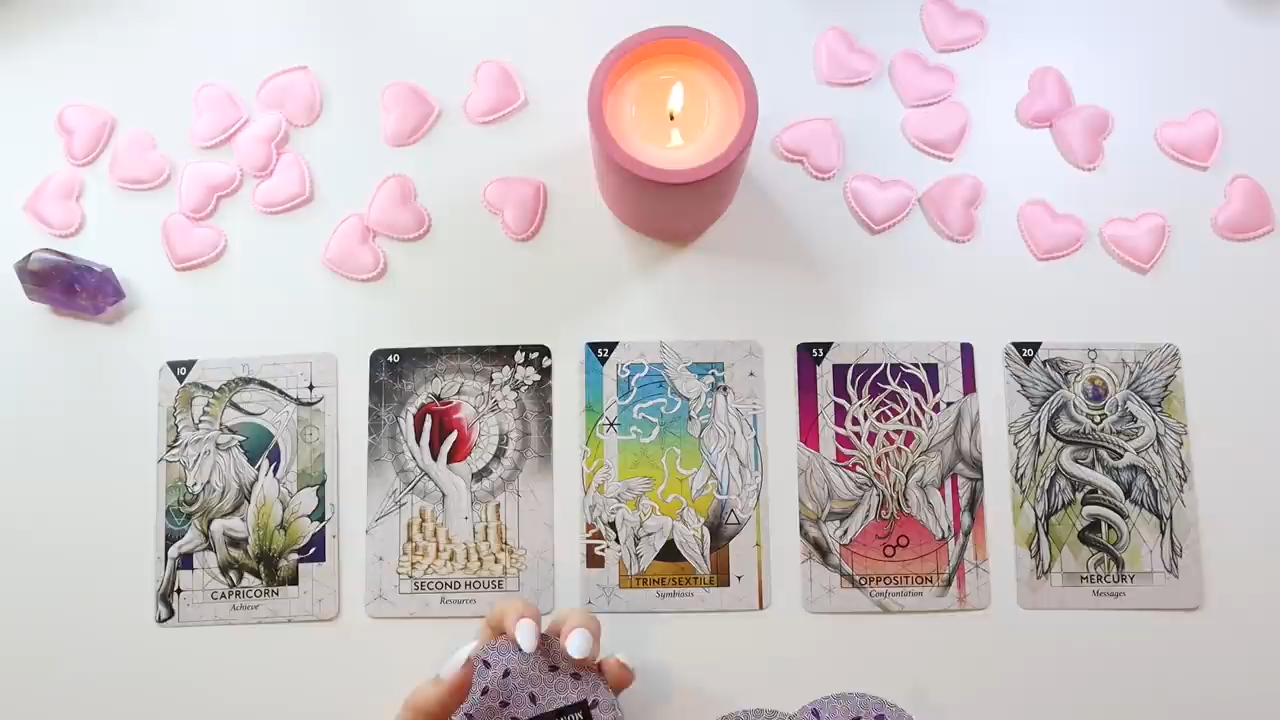 10
CAPRICORN
Achieve
40
SECOND HOUSE
Resources
52
TRINE/SEXTILE
Symbiosis
53
OPPOSITION
Confrontation
20
MERCURY
Messages